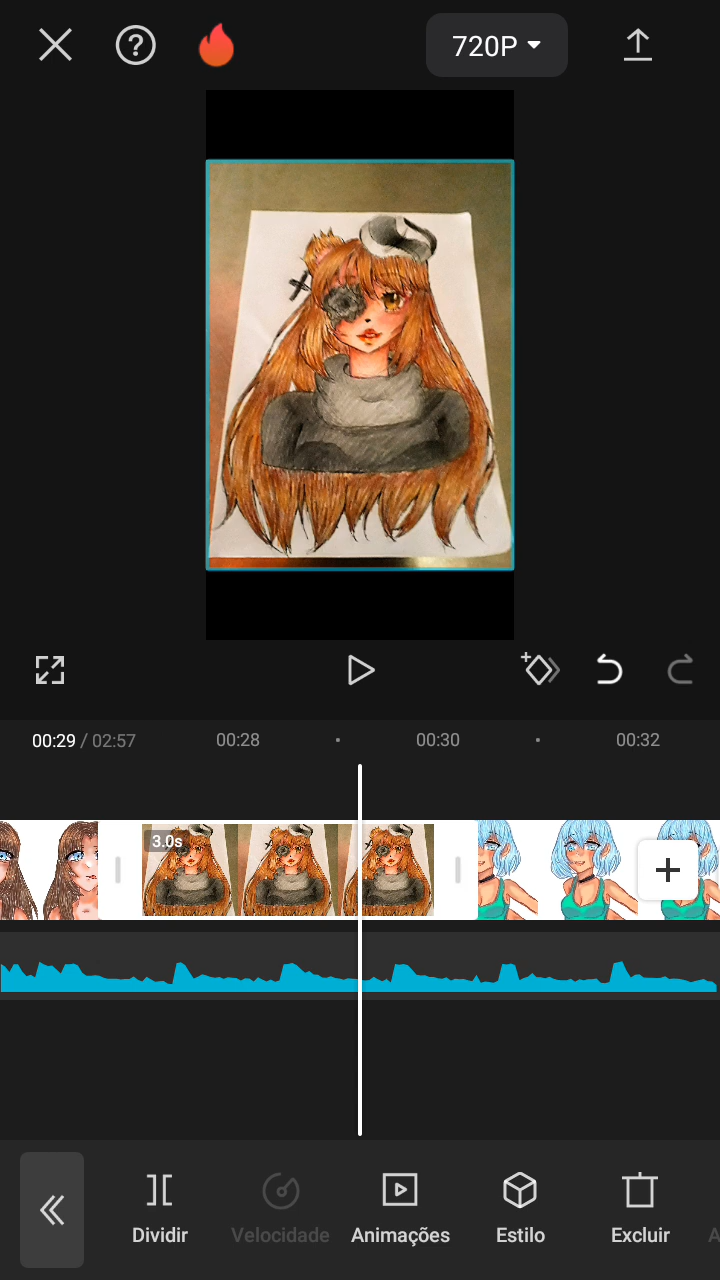 720P
00:29 / 02:57
00:28
00:30
00:32
3.0s
Dividir
Velocidade
Animações
Estilo
Excluir